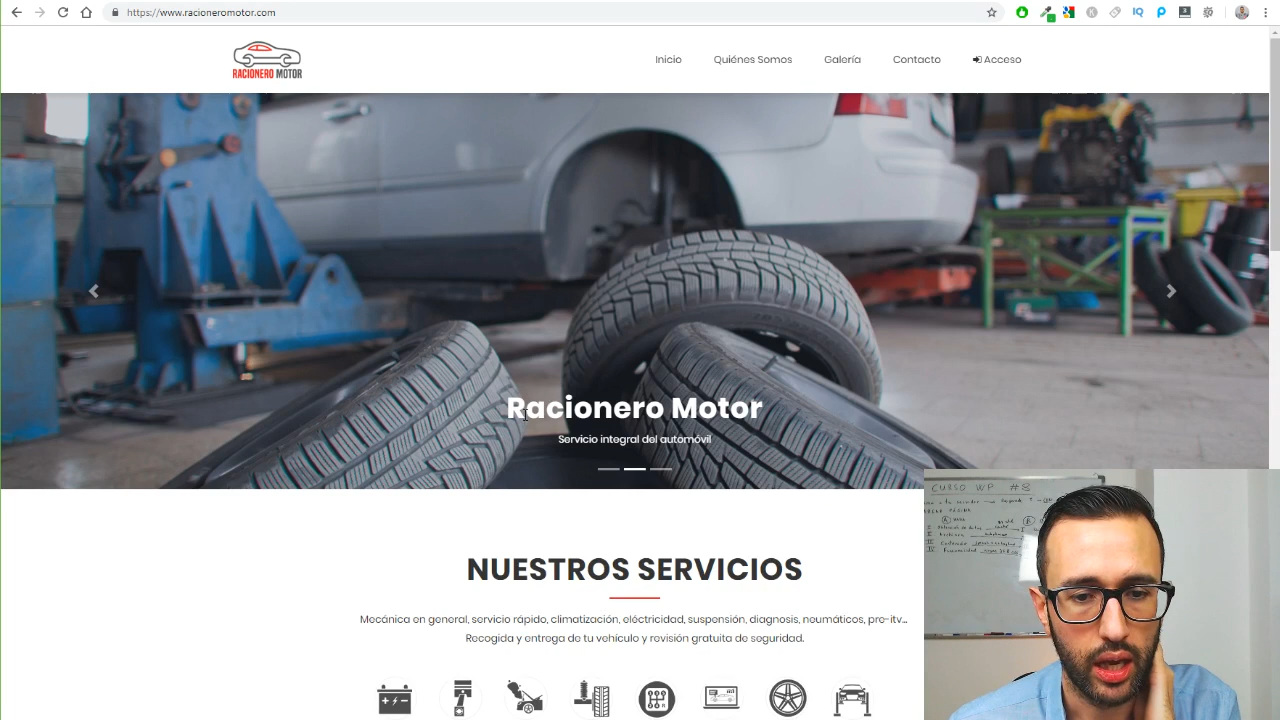 https://www.racioneromotor.com
RACIONERO MOTOR
Inicio
Quiénes Somos
Galería
Contacto
Acceso
Racionero Motor
Servicio integral del automóvil
NUESTROS SERVICIOS
Mecánica en general, servicio rápido, climatización, eléctricidad, suspensión, diagnosis, neumáticos, pre-itv...
Recogida y entrega de tu vehículo y revisión gratuita de seguridad.
CURSO WP #8